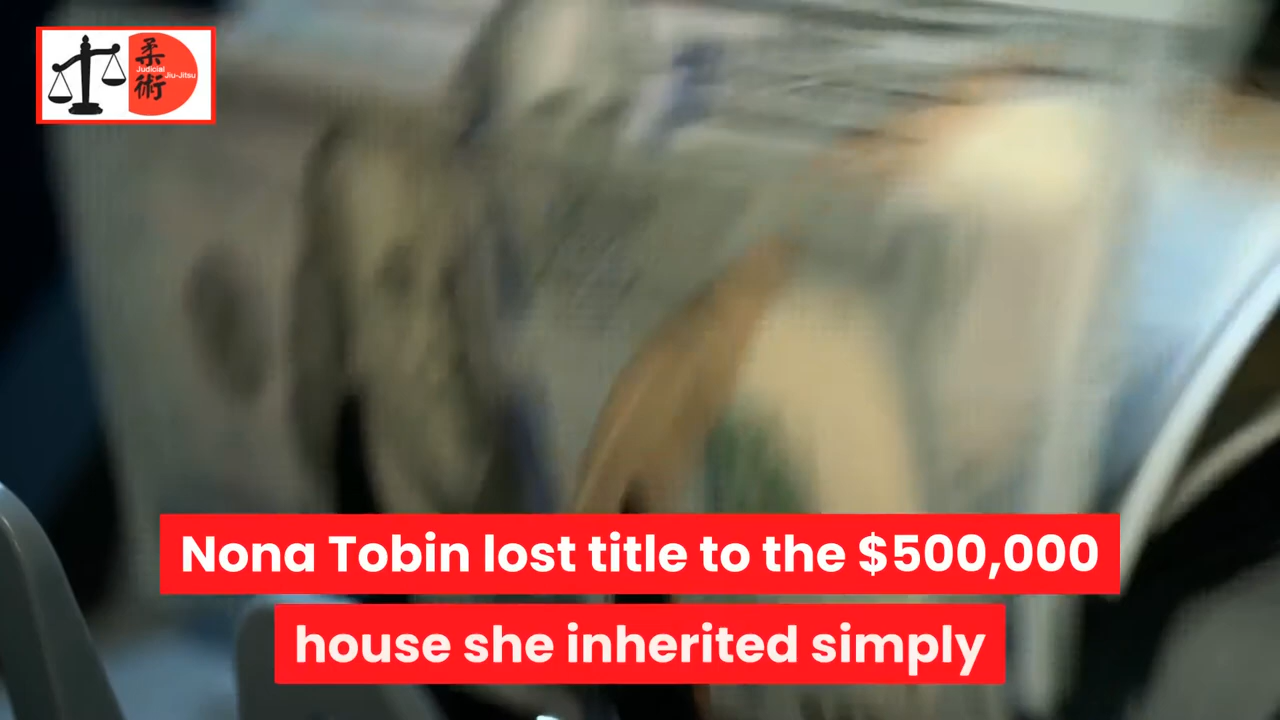 柔
Judicial
Jiu-Jitsu
術
Nona Tobin lost title to the $500,000
house she inherited simply